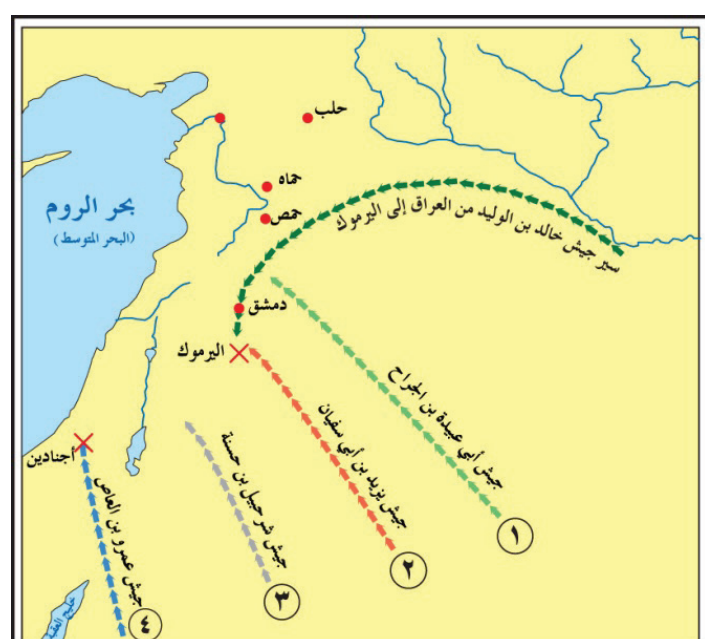 حلب
حماه
حمص
بحر الروم
(البحر المتوسط)
سير جيش خالد بن الوليد من العراق إلى اليرموك
دمشق
اليرموك
جيش أبي عبيدة بن الجراح
جيش يزيد بن أبي سفيان
جيش شرحبيل بن حسنة
أجنادين
جيش عمرو بن العاص
١
٢
٣
٤
خليج العقبة